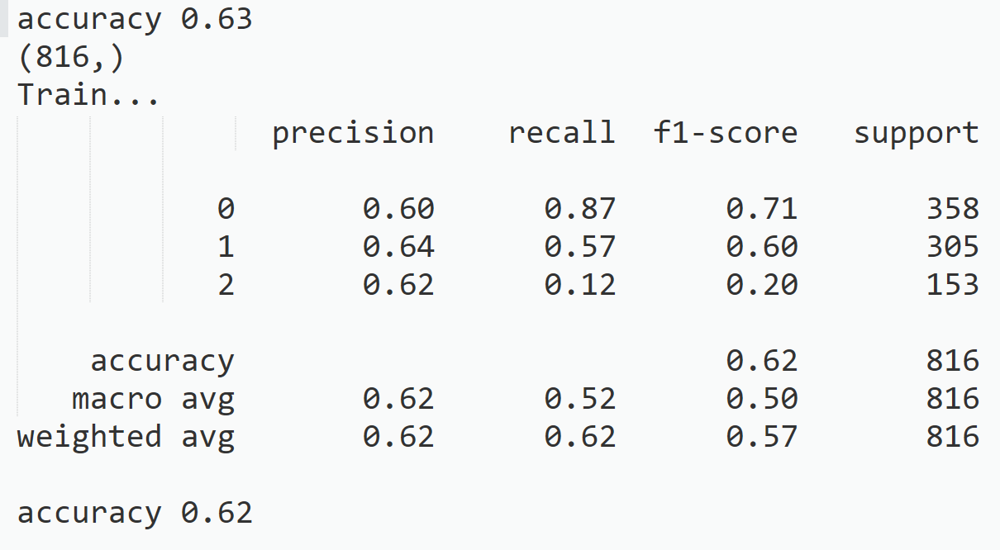 accuracy 0.63
(816,)
Train...
precision recall f1-score support
0 0.60 0.87 0.71 358
1 0.64 0.57 0.60 305
2 0.62 0.12 0.20 153
accuracy 0.62 816
macro avg 0.62 0.52 0.50 816
weighted avg 0.62 0.62 0.57 816
accuracy 0.62